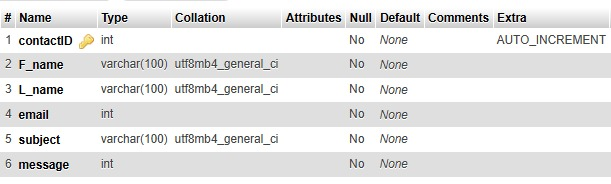 # Name Type Collation Attributes Null Default Comments Extra
1 contactID int No None AUTO_INCREMENT
2 F_name varchar(100) utf8mb4_general_ci No None
3 L_name varchar(100) utf8mb4_general_ci No None
4 email int No None
5 subject varchar(100) utf8mb4_general_ci No None
6 message int No None